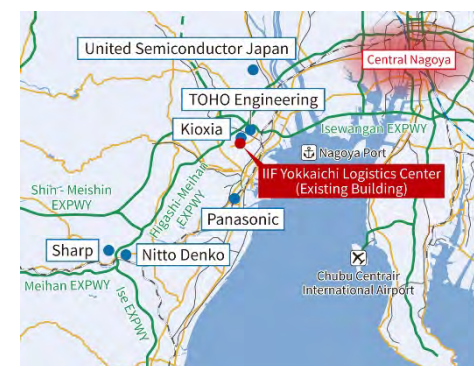 United Semiconductor Japan
Central Nagoya
TOHO Engineering
Kioxia
Isewangan EXPWY
Nagoya Port
IIF Yokkaichi Logistics Center
(Existing Building)
Shin - Meishin
EXPWY
Higashi-Meihan
EXPWY
Panasonic
Sharp
Nitto Denko
Chubu Centrair
International Airport
Meihan EXPWY
Ise EXPWY